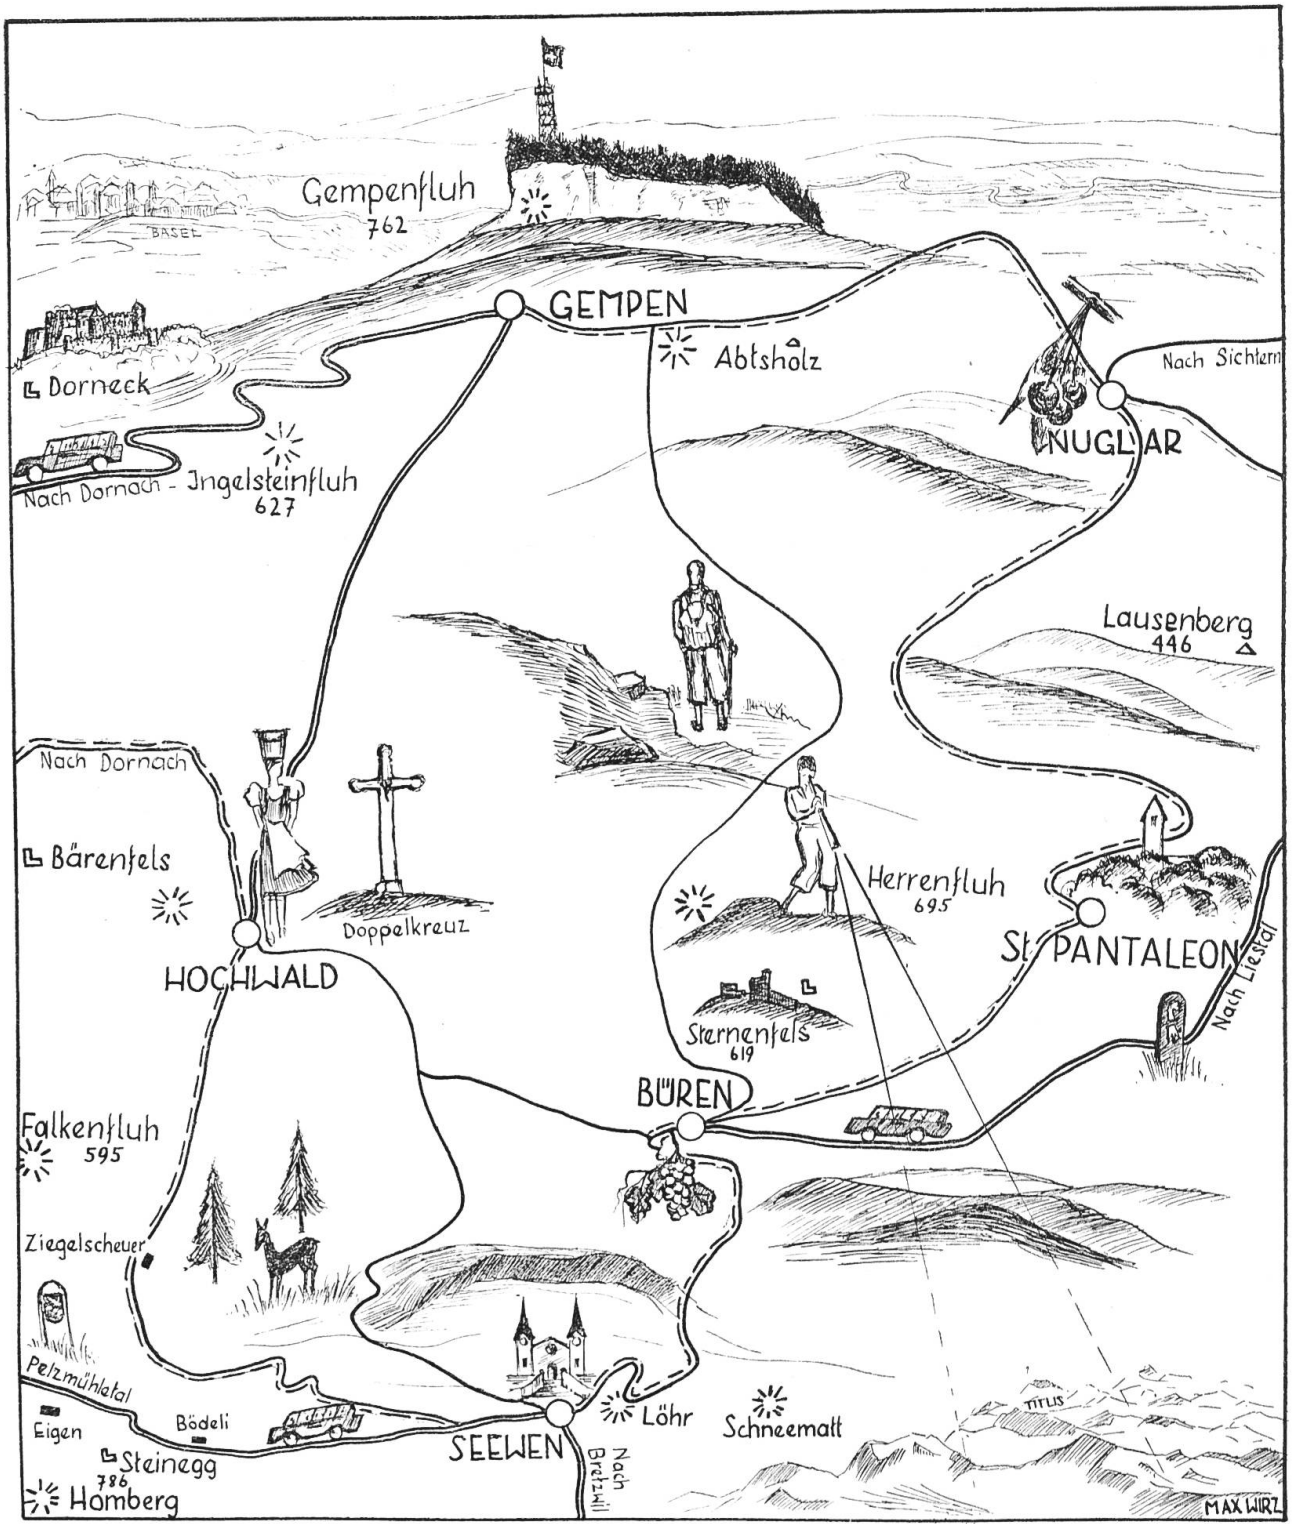 Gempenfluh
762
BASEL
GEMPEN
Abtsholz
Nach Sichtern
Dorneck
NUGLAR
Nach Dornach - Ingelsteinfluh
627
Lausenberg
446
Nach Dornach
Bärenfels
Doppelkreuz
Herrenfluh
695
HOCHWALD
St PANTALEON
Nach Liestal
Sternenfels
619
BÜREN
Falkenfluh
595
Ziegelscheuer
Pelzmühletal
Eigen
Bödeli
Löhr
Schneematt
TITLIS
SEEWEN
Steinegg
786
Homberg
Nach
Bretzwil
MAX WIRZ